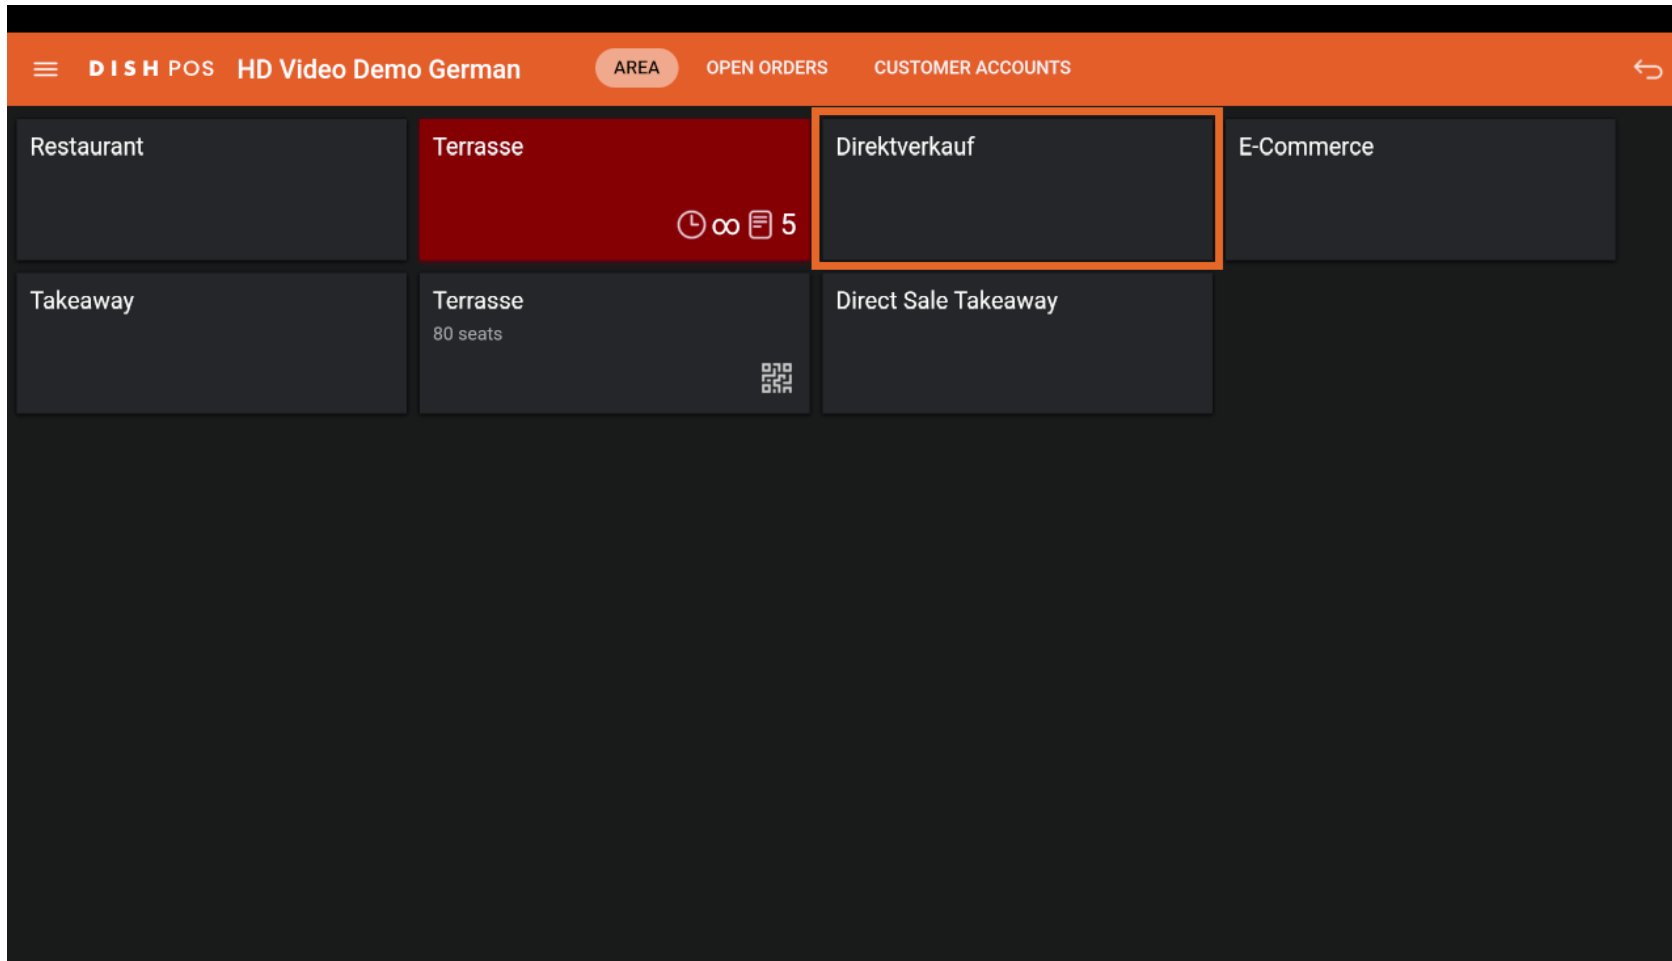 DISH POS HD Video Demo German AREA OPEN ORDERS CUSTOMER ACCOUNTS
Restaurant
Terrasse
∞ 5
Direktverkauf
E-Commerce
Takeaway
Terrasse
80 seats
Direct Sale Takeaway